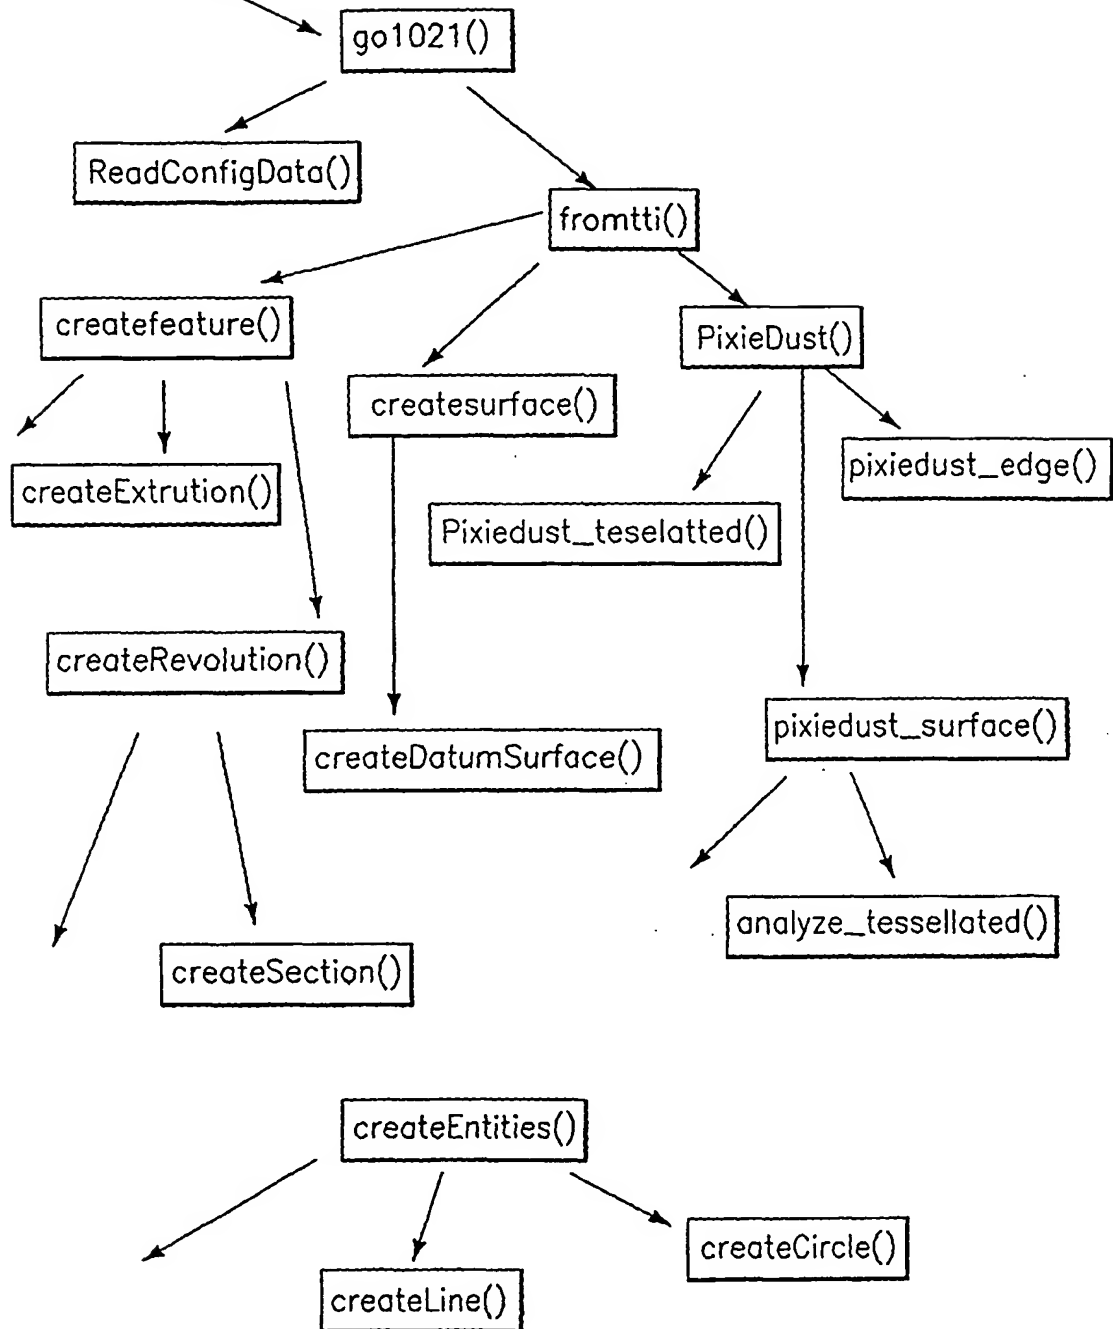 go1021()
ReadConfigData()
fromtti()
createfeature()
PixieDust()
createsurface()
pixiedust_edge()
createExtrution()
Pixiedust_teselatted()
createRevolution()
pixiedust_surface()
createDatumSurface()
analyze_tessellated()
createSection()
createEntities()
createCircle()
createLine()